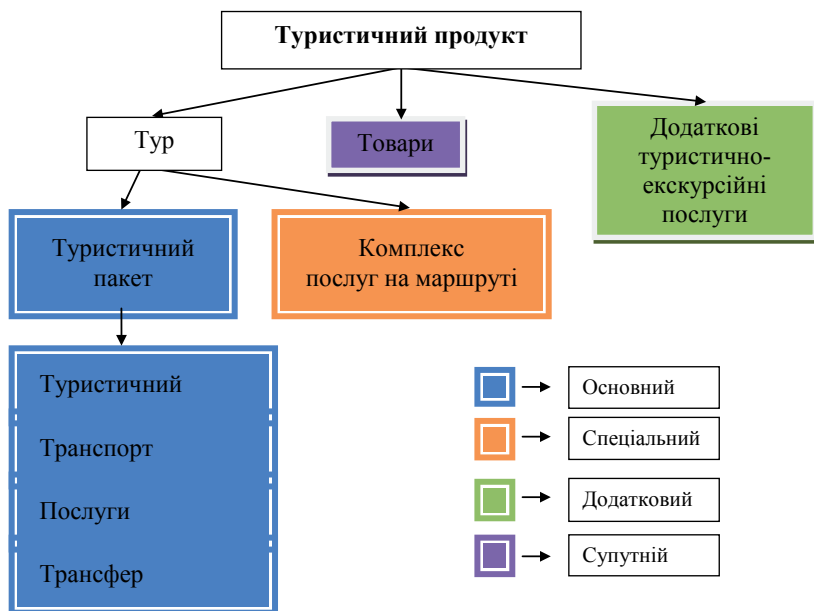 Туристичний продукт
Тур
Товари
Додаткові
туристично-
екскурсійні
послуги
Туристичний
пакет
Комплекс
послуг на маршруті
Туристичний
Транспорт
Послуги
Трансфер
Основний
Спеціальний
Додатковий
Супутній